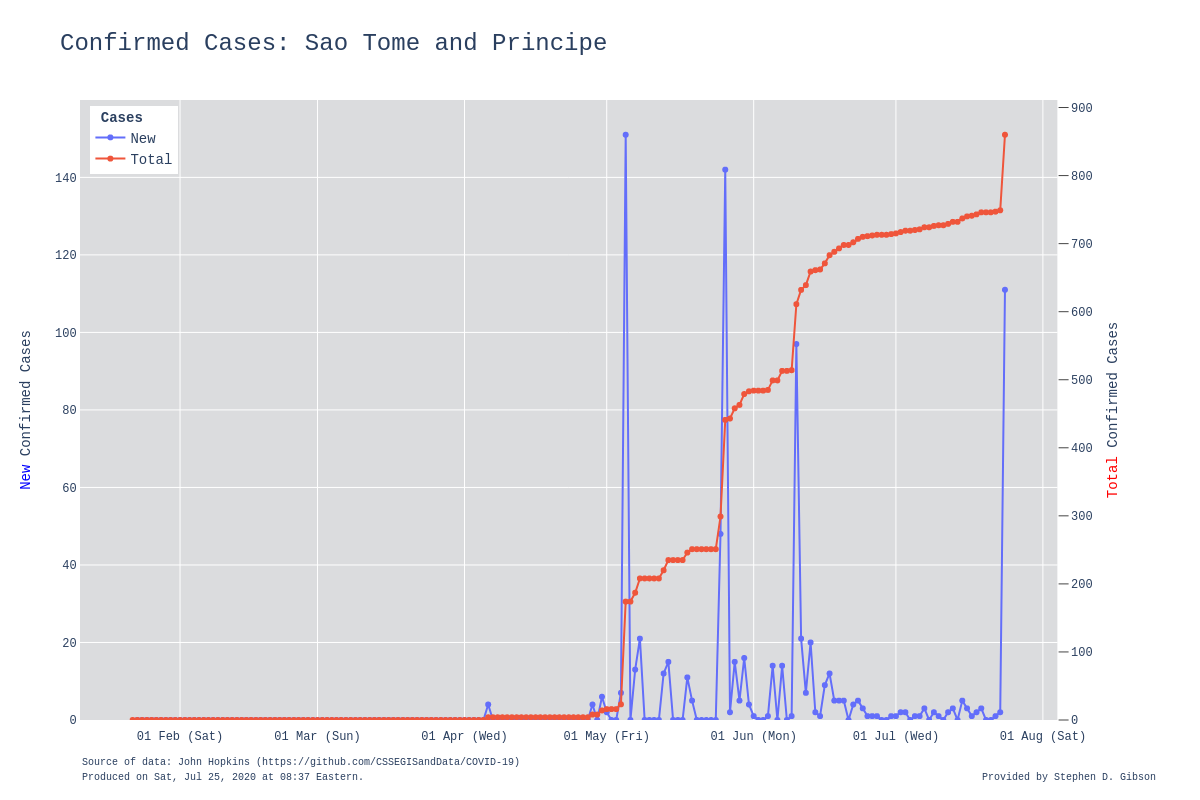 Confirmed Cases: Sao Tome and Principe
Cases
New
Total
140
120
100
80
60
40
20
0
New Confirmed Cases
900
800
700
600
500
400
300
200
100
0
Total Confirmed Cases
01 Feb (Sat)
01 Mar (Sun)
01 Apr (Wed)
01 May (Fri)
01 Jun (Mon)
01 Jul (Wed)
01 Aug (Sat)
Source of data: John Hopkins (https://github.com/CSSEGISandData/COVID-19)
Produced on Sat, Jul 25, 2020 at 08:37 Eastern.
Provided by Stephen D. Gibson